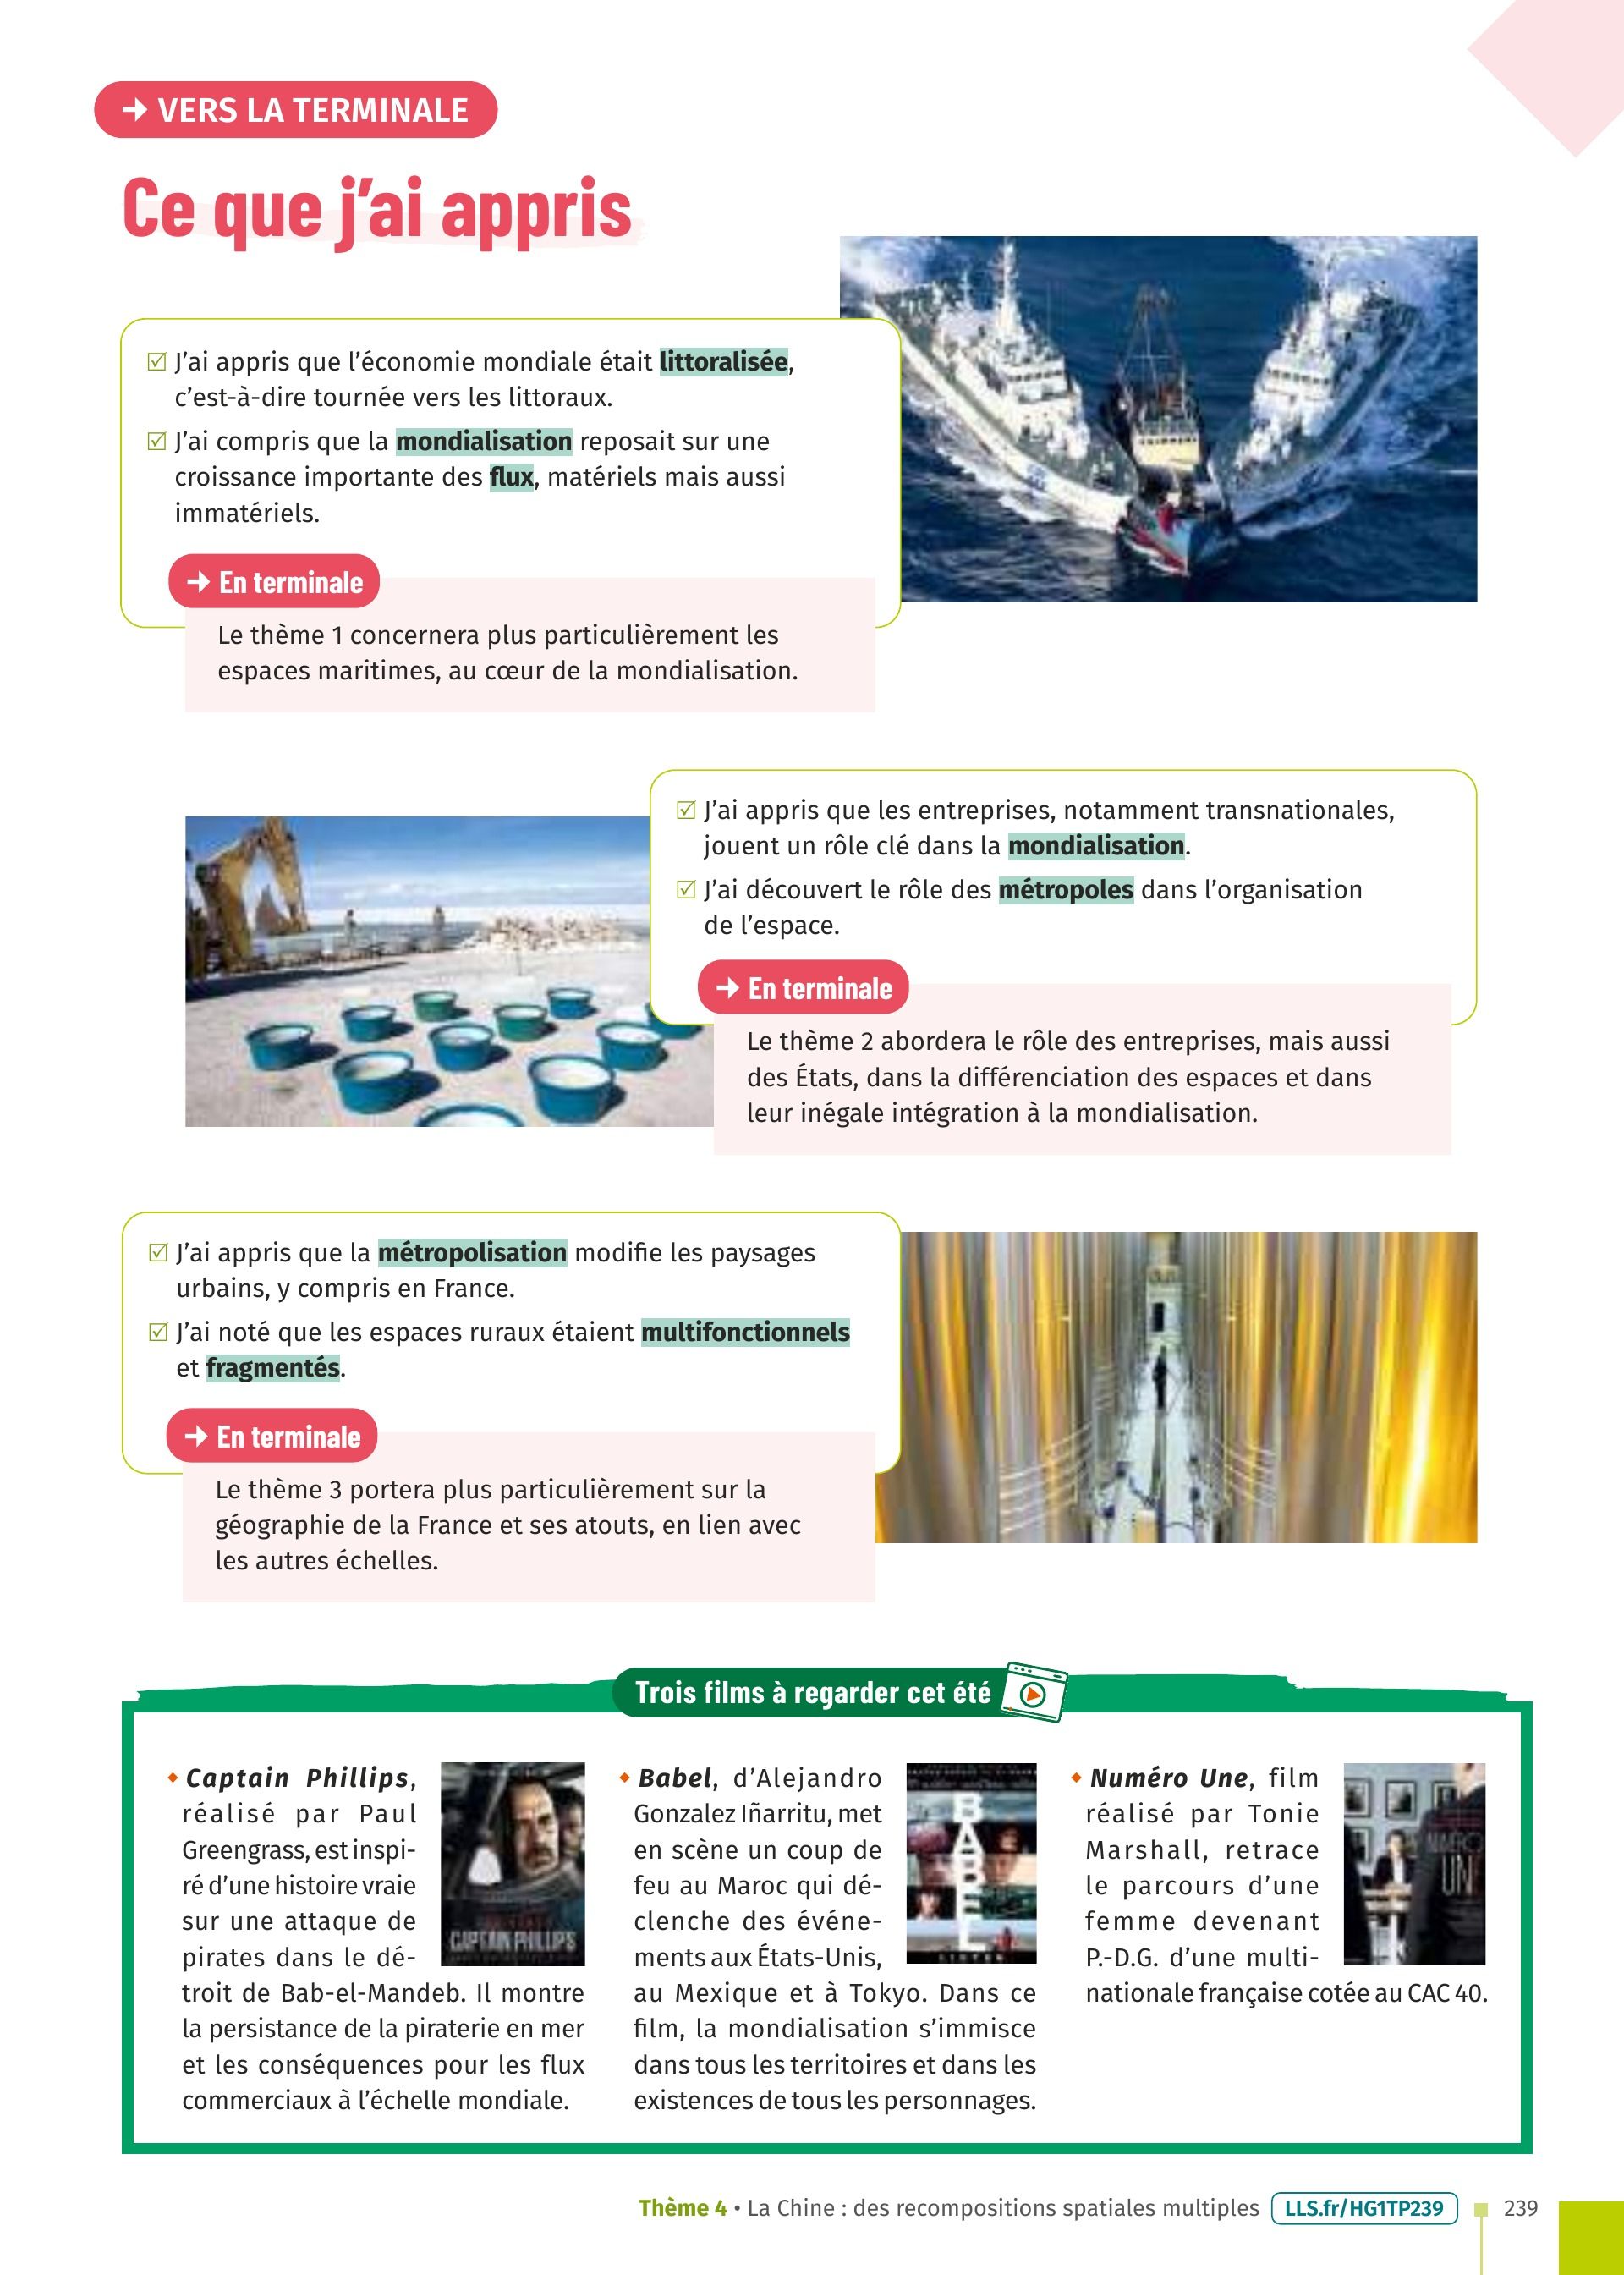 → VERS LA TERMINALE
Ce que j’ai appris
☑ J’ai appris que l’économie mondiale était littoralisée,
c’est-à-dire tournée vers les littoraux.
☑ J’ai compris que la mondialisation reposait sur une
croissance importante des flux, matériels mais aussi
immatériels.
→ En terminale
Le thème 1 concernera plus particulièrement les
espaces maritimes, au cœur de la mondialisation.
☑ J’ai appris que les entreprises, notamment transnationales,
jouent un rôle clé dans la mondialisation.
☑ J’ai découvert le rôle des métropoles dans l’organisation
de l’espace.
→ En terminale
Le thème 2 abordera le rôle des entreprises, mais aussi
des États, dans la différenciation des espaces et dans
leur inégale intégration à la mondialisation.
☑ J’ai appris que la métropolisation modifie les paysages
urbains, y compris en France.
☑ J’ai noté que les espaces ruraux étaient multifonctionnels
et fragmentés.
→ En terminale
Le thème 3 portera plus particulièrement sur la
géographie de la France et ses atouts, en lien avec
les autres échelles.
Trois films à regarder cet été
◆ Captain Phillips,
réalisé par Paul
Greengrass, est inspi-
ré d’une histoire vraie
sur une attaque de
pirates dans le dé-
troit de Bab-el-Mandeb. Il montre
la persistance de la piraterie en mer
et les conséquences pour les flux
commerciaux à l’échelle mondiale.
CAPTAIN PHILLIPS
◆ Babel, d’Alejandro
Gonzalez Iñarritu, met
en scène un coup de
feu au Maroc qui dé-
clenche des événe-
ments aux États-Unis,
au Mexique et à Tokyo. Dans ce
film, la mondialisation s’immisce
dans tous les territoires et dans les
existences de tous les personnages.
BABEL
◆ Numéro Une, film
réalisé par Tonie
Marshall, retrace
le parcours d’une
femme devenant
P.-D.G. d’une multi-
nationale française cotée au CAC 40.
Thème 4 • La Chine : des recompositions spatiales multiples LLS.fr/HG1TP239 239